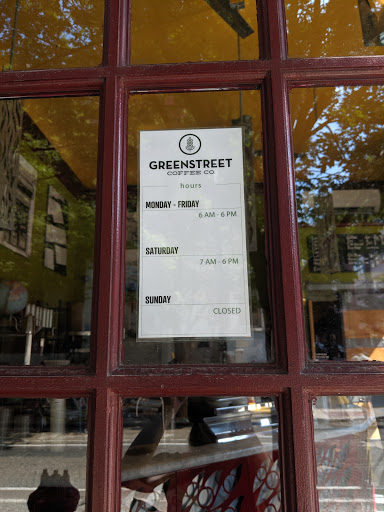 GREENSTREET
COFFEE CO.
hours
MONDAY - FRIDAY
6 AM - 6 PM
SATURDAY
7 AM - 6 PM
SUNDAY
CLOSED